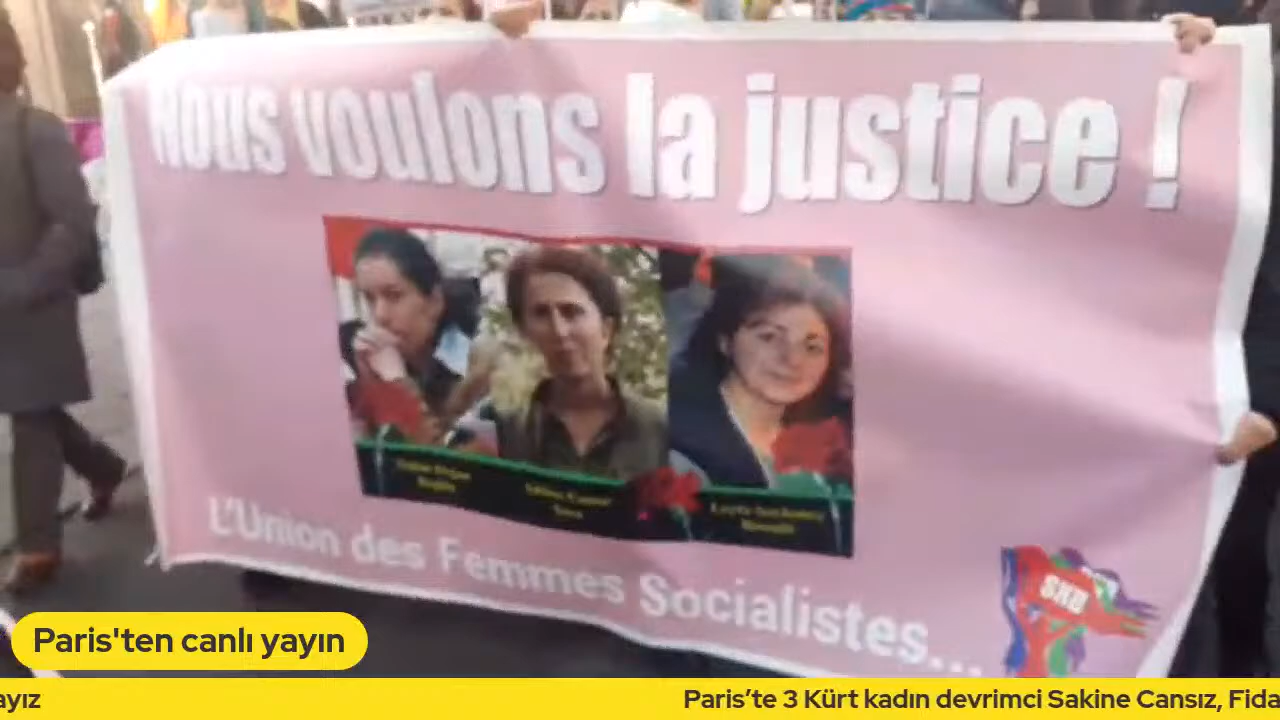 Nous voulons la justice !
L'Union des Femmes Socialistes...
SKB
Paris'ten canlı yayın
ayız
Paris’te 3 Kürt kadın devrimci Sakine Cansız, Fida